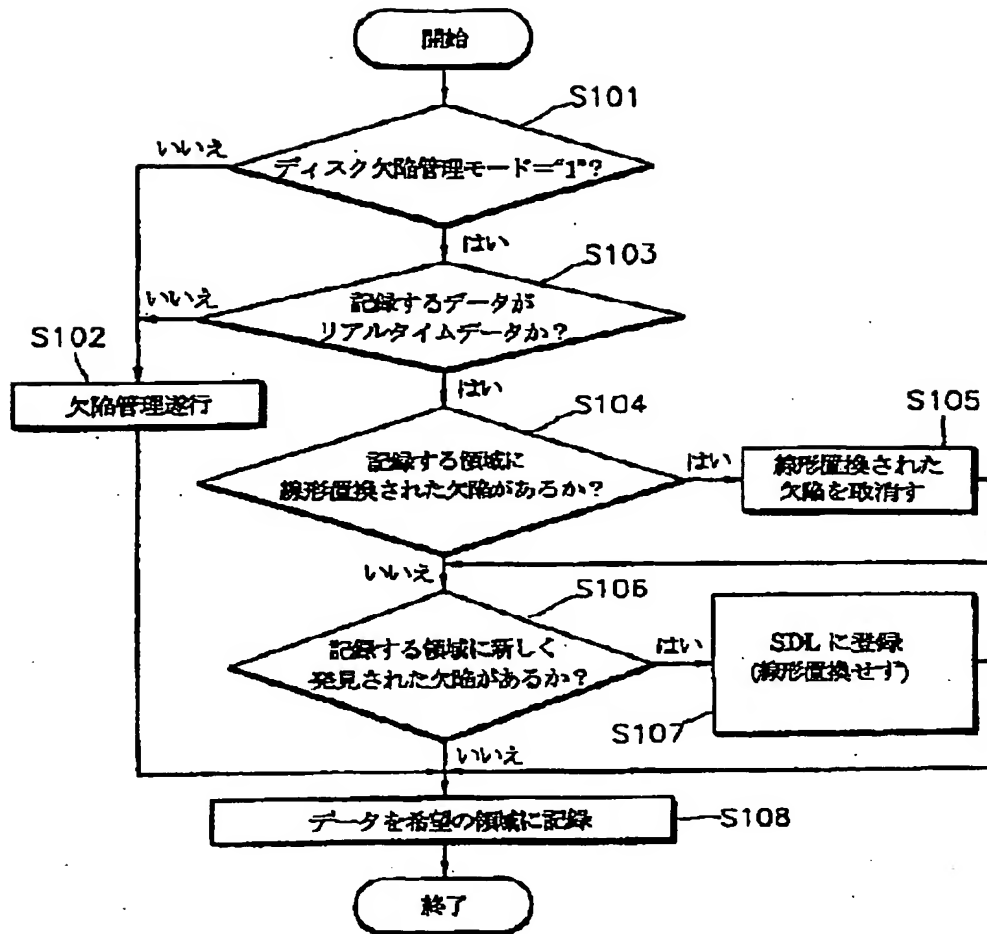 開始
S101
いいえ
ディスク欠陥管理モード="1"?
はい
S103
いいえ
記録するデータが
リアルタイムデータか?
S102
欠陥管理遂行
はい
S104
S105
記録する領域に
線形置換された欠陥があるか?
はい
線形置換された
欠陥を取消す
いいえ
S106
記録する領域に新しく
発見された欠陥があるか?
はい
SDLに登録
(線形置換せず)
S107
いいえ
データを希望の領域に記録
S108
終了